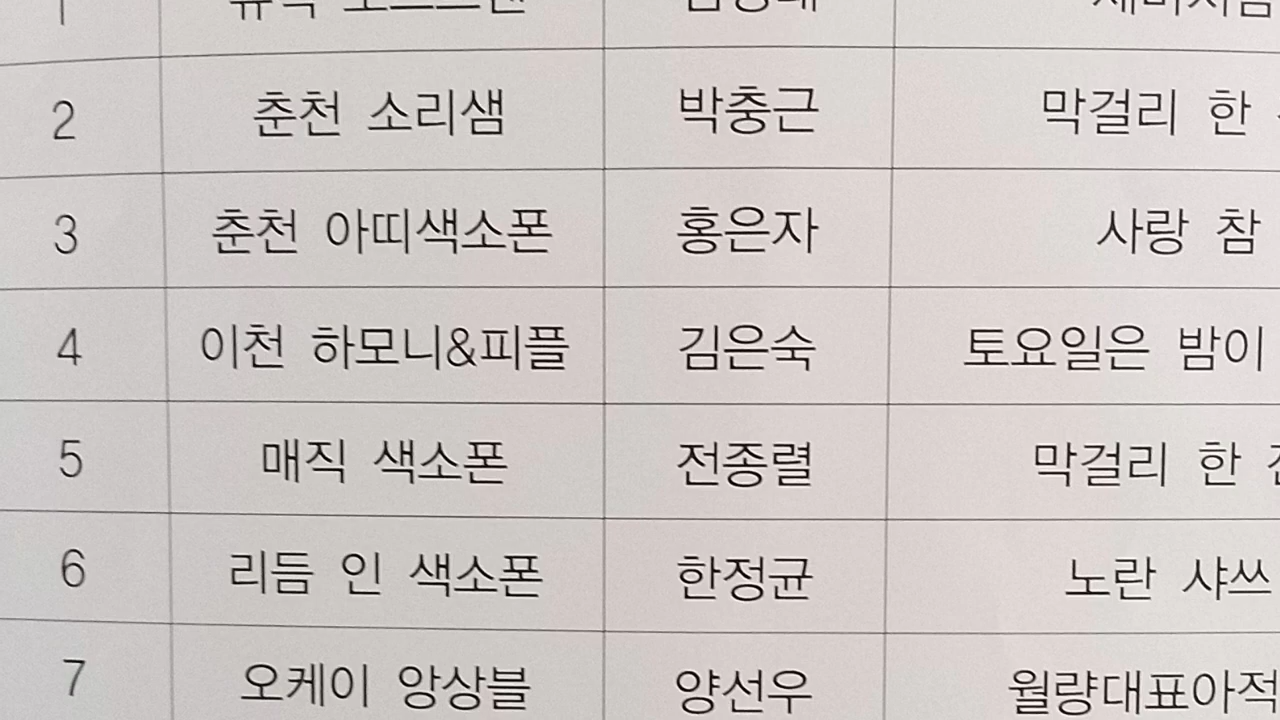 2 춘천 소리샘 박충근 막걸리 한
3 춘천 아띠색소폰 홍은자 사랑 참
4 이천 하모니&피플 김은숙 토요일은 밤이
5 매직 색소폰 전종렬 막걸리 한
6 리듬 인 색소폰 한정균 노란 샤쓰
7 오케이 앙상블 양선우 월량대표아적